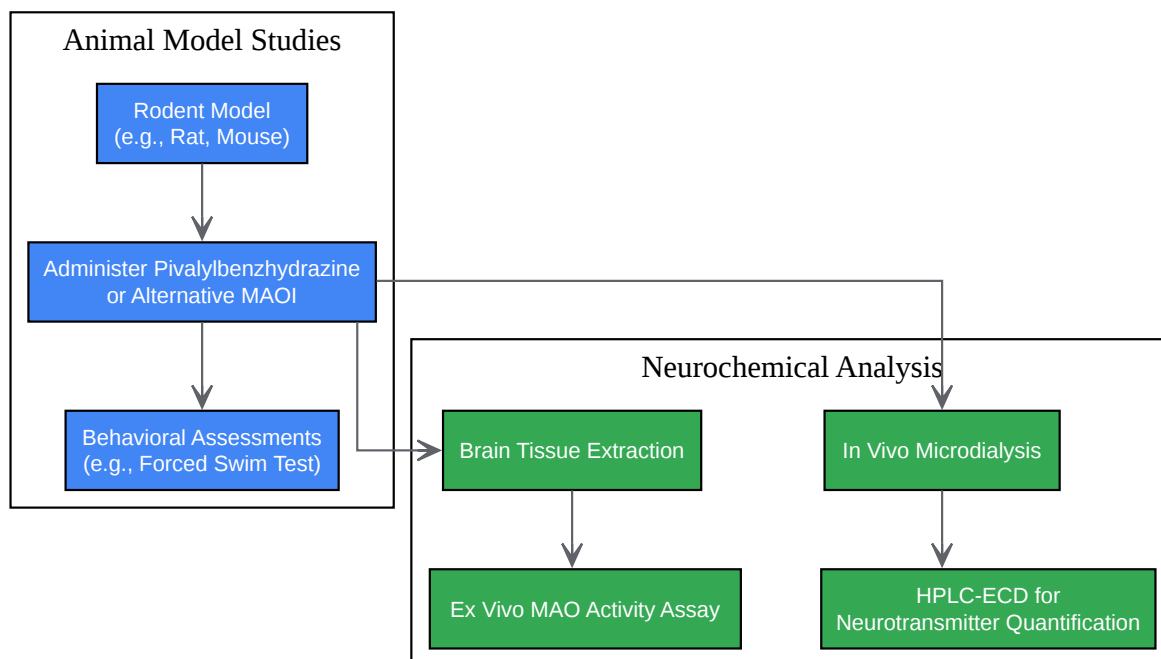 Animal Model Studies
Rodent Model
(e.g., Rat, Mouse)
Administer Pivalylbenzhydrazine
or Alternative MAOI
Behavioral Assessments
(e.g., Forced Swim Test)
Neurochemical Analysis
Brain Tissue Extraction
In Vivo Microdialysis
Ex Vivo MAO Activity Assay
HPLC-ECD for
Neurotransmitter Quantification